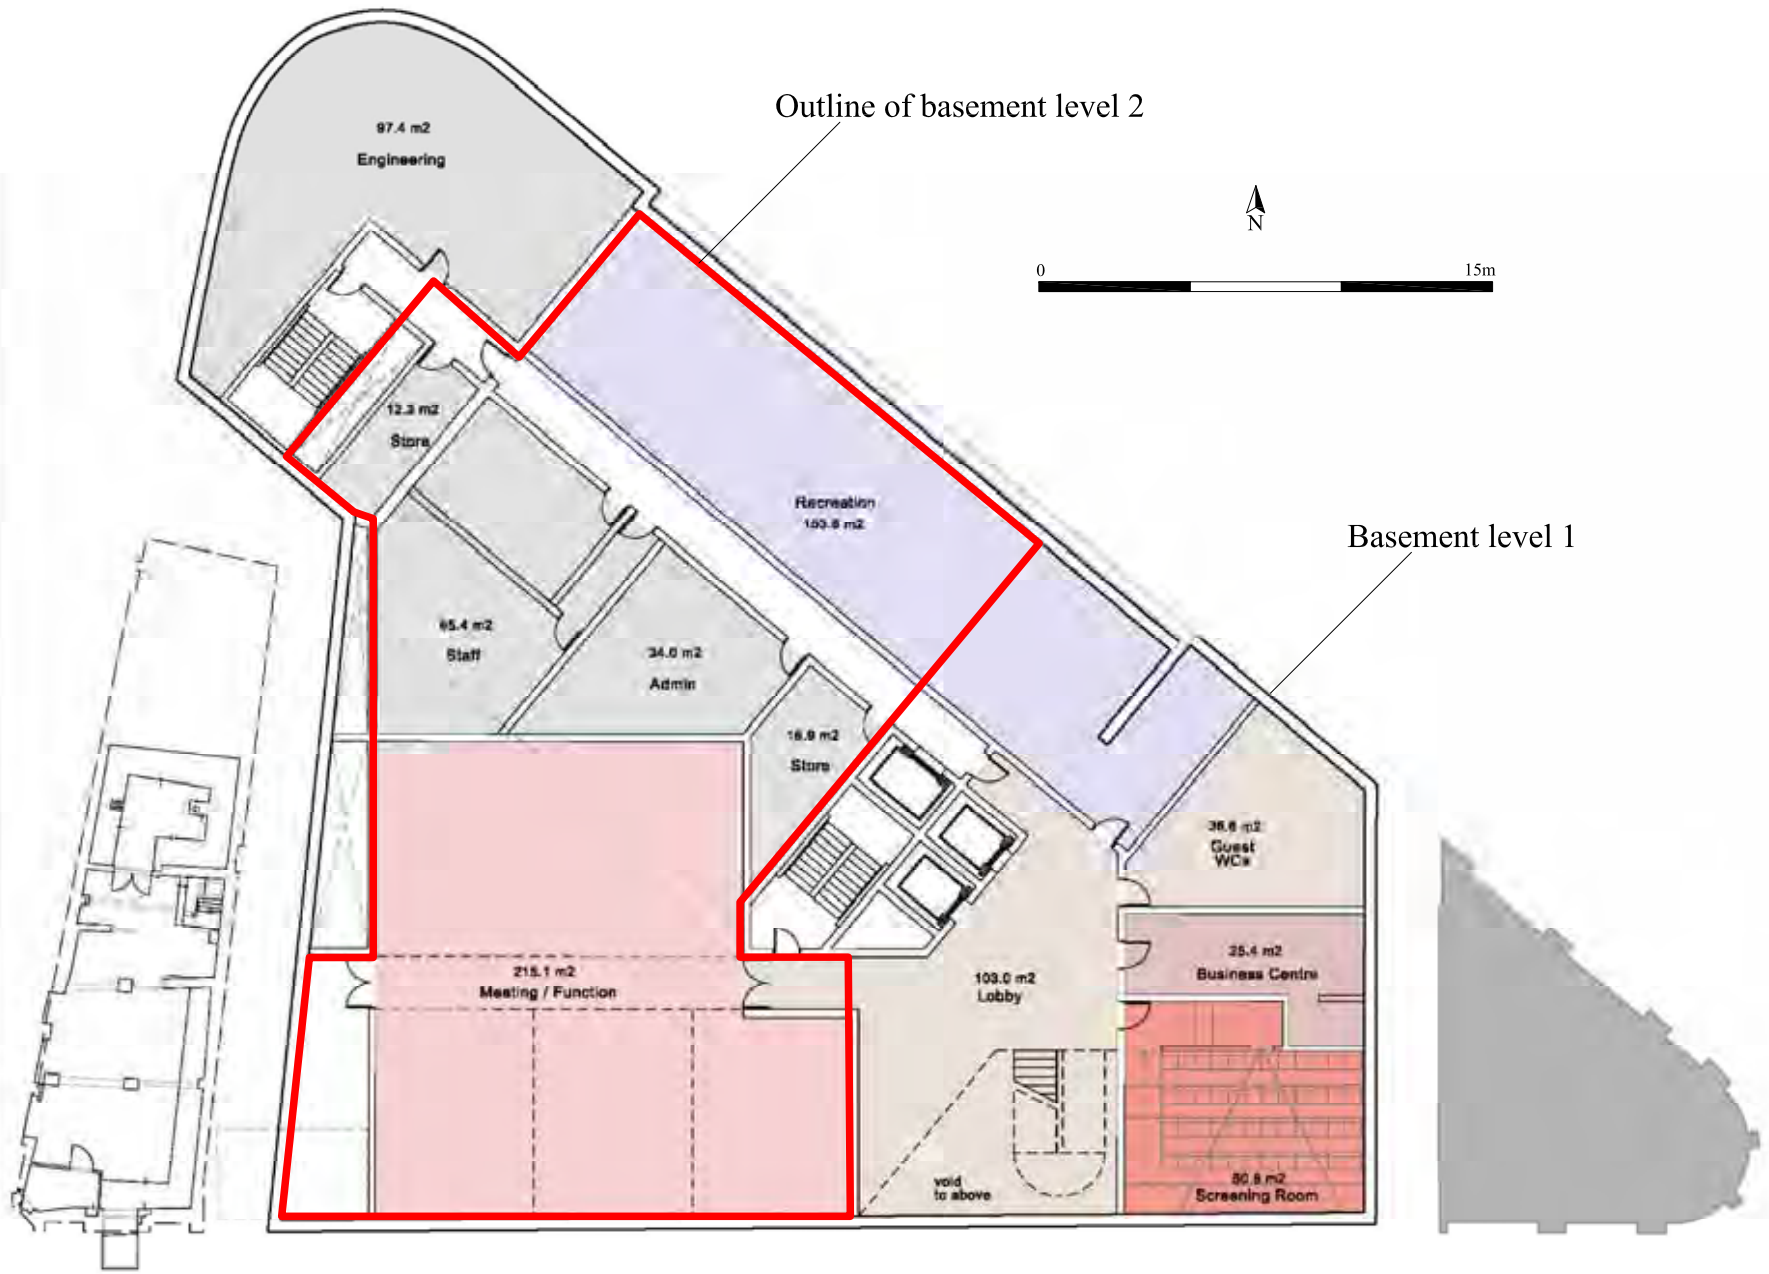 Outline of basement level 2
97.4 m2
Engineering
N
0
15m
12.3 m2
Store
Recreation
Basement level 1
Staff
34.0 m2
Admin
16.9 m2
Store
36.6 m2
Guest
WCs
25.4 m2
Business Centre
215.1 m2
Meeting / Function
103.0 m2
Lobby
void
to above
Screening Room